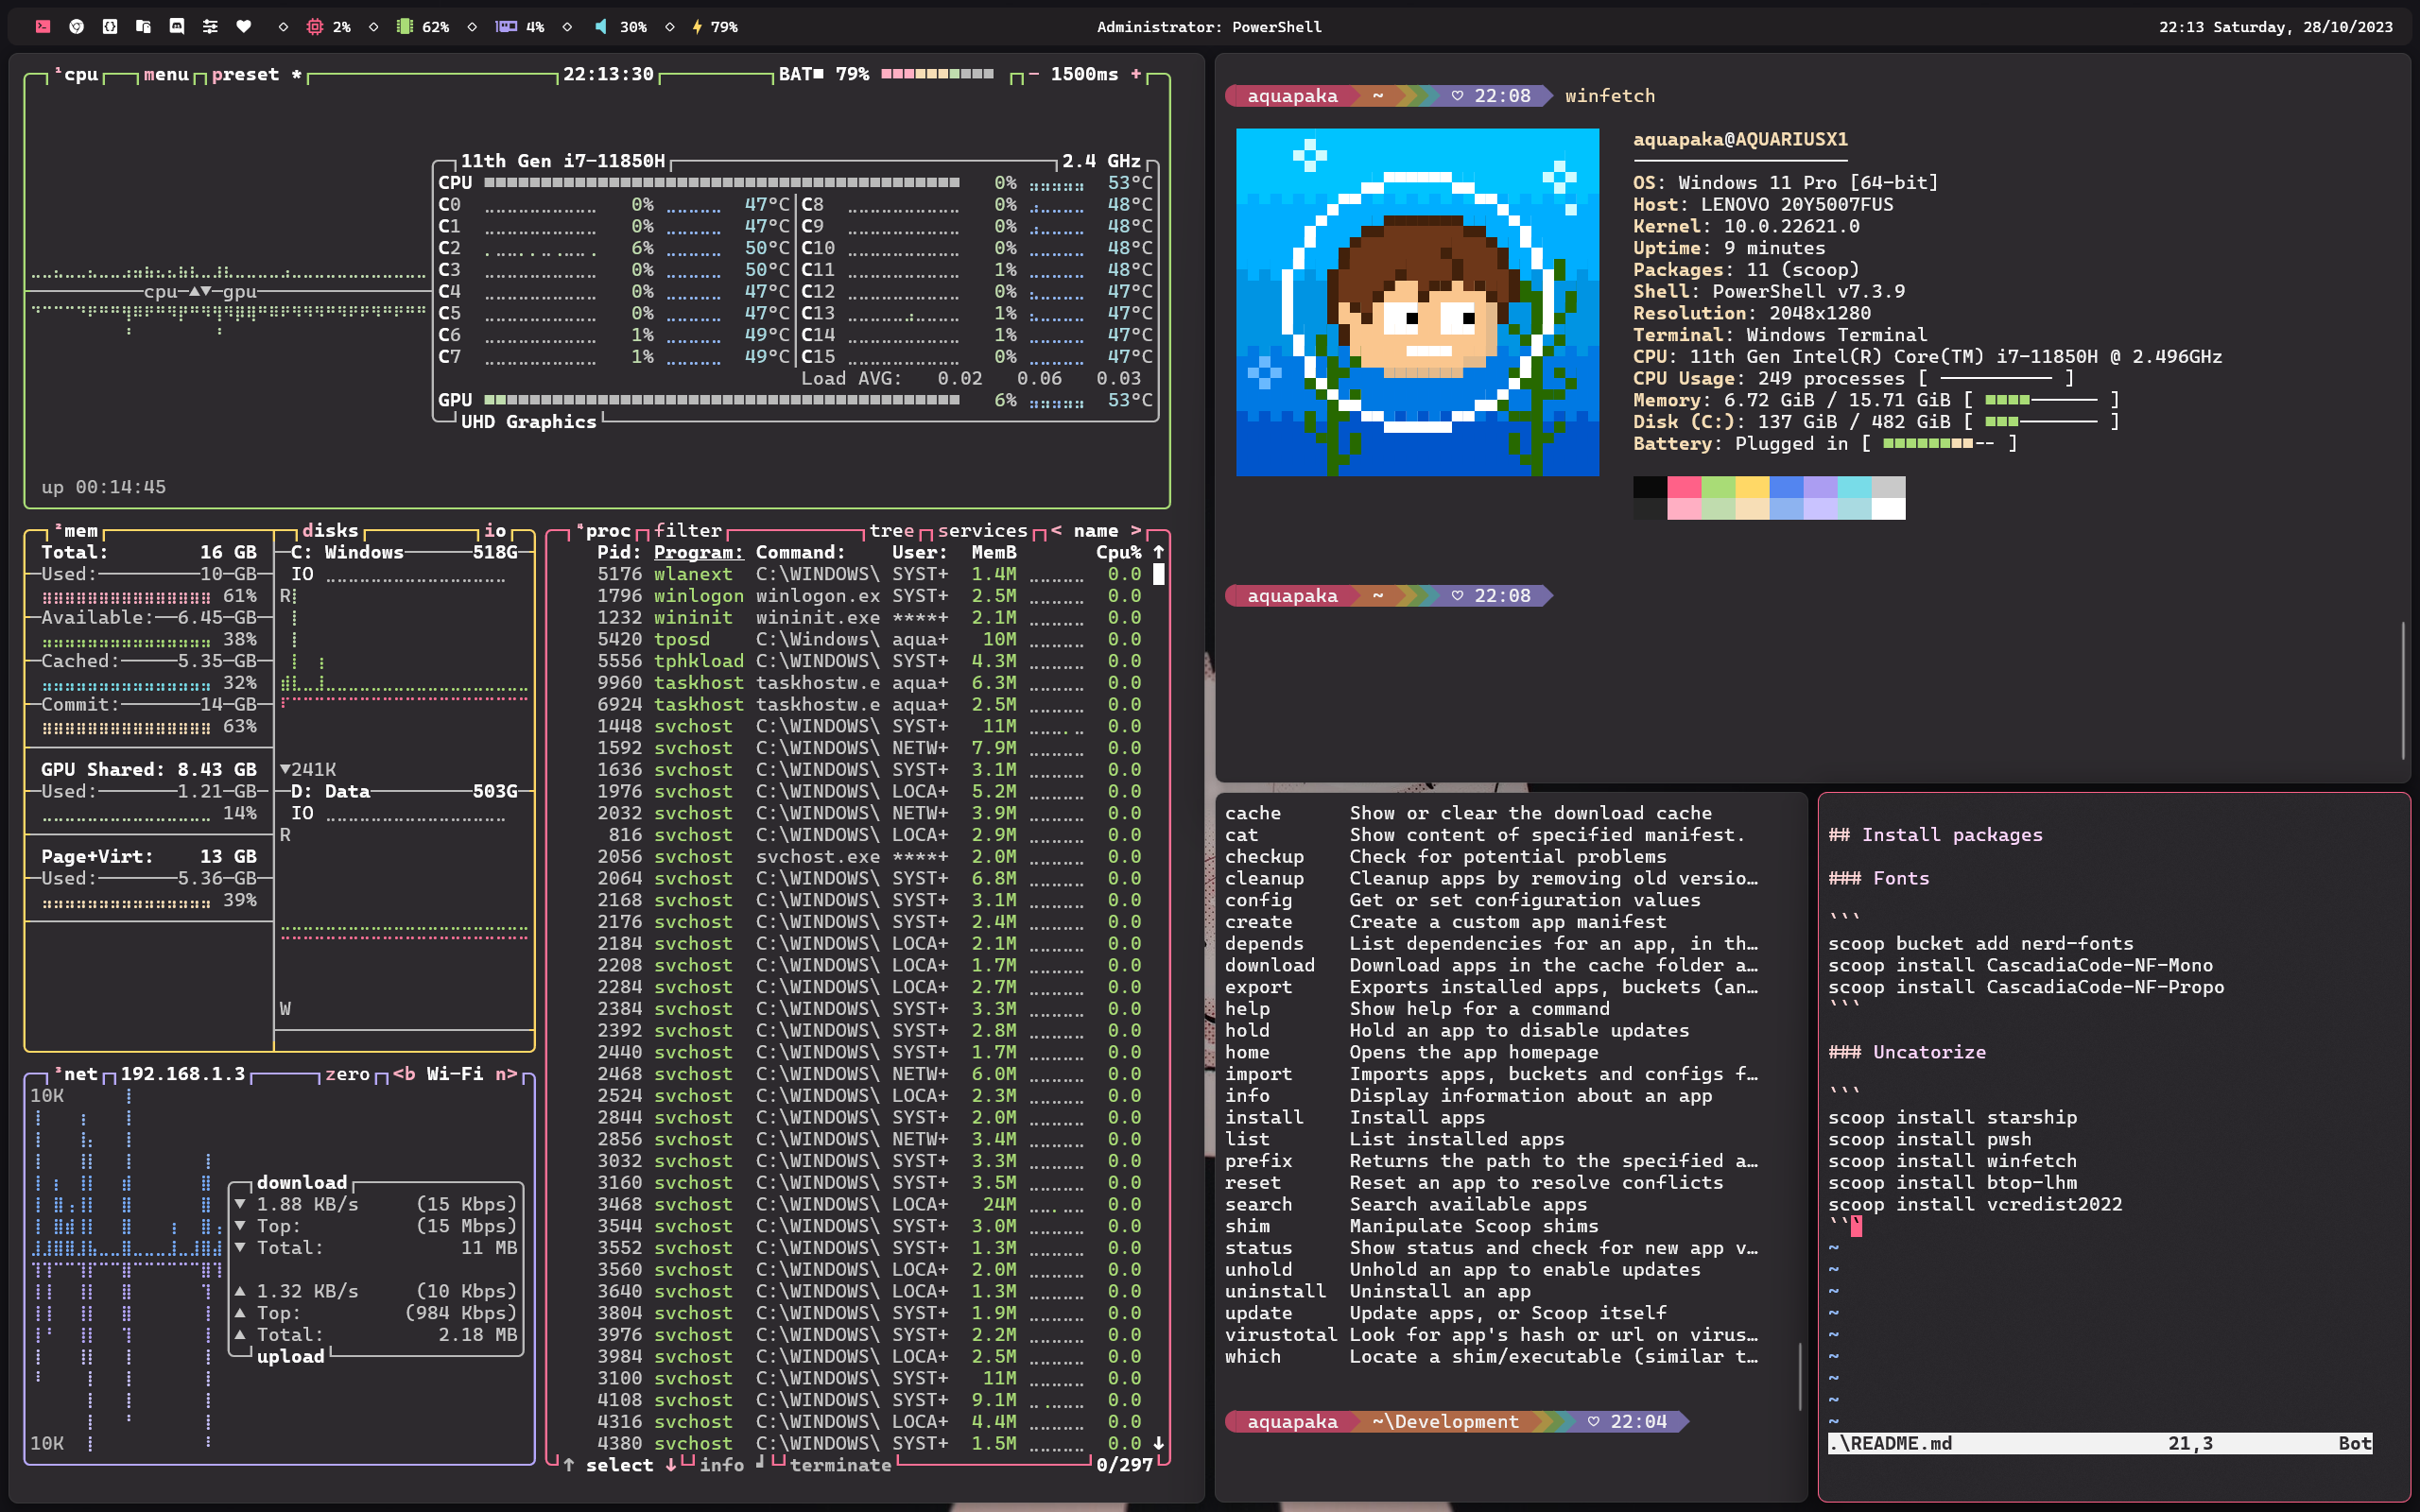 2% 62% 4% 30% 79%
Administrator: PowerShell
22:13 Saturday, 28/10/2023
¹cpu menu preset * 22:13:30 BAT■ 79% - 1500ms +
11th Gen i7-11850H 2.4 GHz
CPU 0% 53°C
C0 0% 47°C C8 0% 48°C
C1 0% 47°C C9 0% 48°C
C2 6% 50°C C10 0% 48°C
C3 0% 50°C C11 1% 48°C
cpu▲▼gpu
C4 0% 47°C C12 0% 47°C
C5 0% 47°C C13 1% 47°C
C6 1% 49°C C14 1% 47°C
C7 1% 49°C C15 0% 47°C
Load AVG: 0.02 0.06 0.03
GPU 6% 53°C
UHD Graphics
up 00:14:45
²mem disks io
Total: 16 GB
Used: 10 GB
61%
Available: 6.45 GB
38%
Cached: 5.35 GB
32%
Commit: 14 GB
63%
GPU Shared: 8.43 GB
Used: 1.21 GB
14%
Page+Virt: 13 GB
Used: 5.36 GB
39%
C: Windows 518G
IO
R
▼241K
D: Data 503G
IO
R
W
³net 192.168.1.3 zero <b Wi-Fi n>
10K
download
▼ 1.88 KB/s (15 Kbps)
▼ Top: (15 Mbps)
▼ Total: 11 MB
▲ 1.32 KB/s (10 Kbps)
▲ Top: (984 Kbps)
▲ Total: 2.18 MB
upload
10K
⁴proc filter tree services < name >
Pid: Program: Command: User: MemB Cpu% ↑
5176 wlanext C:\WINDOWS\ SYST+ 1.4M 0.0
1796 winlogon winlogon.ex SYST+ 2.5M 0.0
1232 wininit wininit.exe ****+ 2.1M 0.0
5420 tposd C:\Windows\ aqua+ 10M 0.0
5556 tphkload C:\WINDOWS\ SYST+ 4.3M 0.0
9960 taskhost taskhostw.e aqua+ 6.3M 0.0
6924 taskhost taskhostw.e aqua+ 2.5M 0.0
1448 svchost C:\WINDOWS\ SYST+ 11M 0.0
1592 svchost C:\WINDOWS\ NETW+ 7.9M 0.0
1636 svchost C:\WINDOWS\ SYST+ 3.1M 0.0
1976 svchost C:\WINDOWS\ LOCA+ 5.2M 0.0
2032 svchost C:\WINDOWS\ NETW+ 3.9M 0.0
816 svchost C:\WINDOWS\ LOCA+ 2.9M 0.0
2056 svchost svchost.exe ****+ 2.0M 0.0
2064 svchost C:\WINDOWS\ SYST+ 6.8M 0.0
2168 svchost C:\WINDOWS\ SYST+ 3.1M 0.0
2176 svchost C:\WINDOWS\ SYST+ 2.4M 0.0
2184 svchost C:\WINDOWS\ LOCA+ 2.1M 0.0
2208 svchost C:\WINDOWS\ LOCA+ 1.7M 0.0
2284 svchost C:\WINDOWS\ LOCA+ 2.7M 0.0
2384 svchost C:\WINDOWS\ SYST+ 3.3M 0.0
2392 svchost C:\WINDOWS\ SYST+ 2.8M 0.0
2440 svchost C:\WINDOWS\ SYST+ 1.7M 0.0
2468 svchost C:\WINDOWS\ NETW+ 6.0M 0.0
2524 svchost C:\WINDOWS\ LOCA+ 2.3M 0.0
2844 svchost C:\WINDOWS\ SYST+ 2.0M 0.0
2856 svchost C:\WINDOWS\ NETW+ 3.4M 0.0
3032 svchost C:\WINDOWS\ SYST+ 3.3M 0.0
3160 svchost C:\WINDOWS\ SYST+ 3.5M 0.0
3468 svchost C:\WINDOWS\ LOCA+ 24M 0.0
3544 svchost C:\WINDOWS\ SYST+ 3.0M 0.0
3552 svchost C:\WINDOWS\ SYST+ 1.3M 0.0
3560 svchost C:\WINDOWS\ LOCA+ 2.0M 0.0
3640 svchost C:\WINDOWS\ LOCA+ 1.3M 0.0
3804 svchost C:\WINDOWS\ SYST+ 1.9M 0.0
3976 svchost C:\WINDOWS\ SYST+ 2.2M 0.0
3984 svchost C:\WINDOWS\ LOCA+ 2.5M 0.0
3100 svchost C:\WINDOWS\ SYST+ 11M 0.0
4108 svchost C:\WINDOWS\ SYST+ 9.1M 0.0
4316 svchost C:\WINDOWS\ LOCA+ 4.4M 0.0
4380 svchost C:\WINDOWS\ SYST+ 1.5M 0.0 ↓
↑ select ↓ info ┙ terminate 0/297
aquapaka ~ ♡ 22:08 winfetch
aquapaka@AQUARIUSX1
OS: Windows 11 Pro [64-bit]
Host: LENOVO 20Y5007FUS
Kernel: 10.0.22621.0
Uptime: 9 minutes
Packages: 11 (scoop)
Shell: PowerShell v7.3.9
Resolution: 2048x1280
Terminal: Windows Terminal
CPU: 11th Gen Intel(R) Core(TM) i7-11850H @ 2.496GHz
CPU Usage: 249 processes [ ────────── ]
Memory: 6.72 GiB / 15.71 GiB [ ■■■■────── ]
Disk (C:): 137 GiB / 482 GiB [ ■■■─────── ]
Battery: Plugged in [ ■■■■■■■■-- ]
aquapaka ~ ♡ 22:08
cache Show or clear the download cache
cat Show content of specified manifest.
checkup Check for potential problems
cleanup Cleanup apps by removing old versio…
config Get or set configuration values
create Create a custom app manifest
depends List dependencies for an app, in th…
download Download apps in the cache folder a…
export Exports installed apps, buckets (an…
help Show help for a command
hold Hold an app to disable updates
home Opens the app homepage
import Imports apps, buckets and configs f…
info Display information about an app
install Install apps
list List installed apps
prefix Returns the path to the specified a…
reset Reset an app to resolve conflicts
search Search available apps
shim Manipulate Scoop shims
status Show status and check for new app v…
unhold Unhold an app to enable updates
uninstall Uninstall an app
update Update apps, or Scoop itself
virustotal Look for app's hash or url on virus…
which Locate a shim/executable (similar t…
aquapaka ~\Development ♡ 22:04
## Install packages
### Fonts
```
scoop bucket add nerd-fonts
scoop install CascadiaCode-NF-Mono
scoop install CascadiaCode-NF-Propo
```
### Uncatorize
```
scoop install starship
scoop install pwsh
scoop install winfetch
scoop install btop-lhm
scoop install vcredist2022
```
~
~
~
~
~
~
~
~
~
.\README.md 21,3 Bot